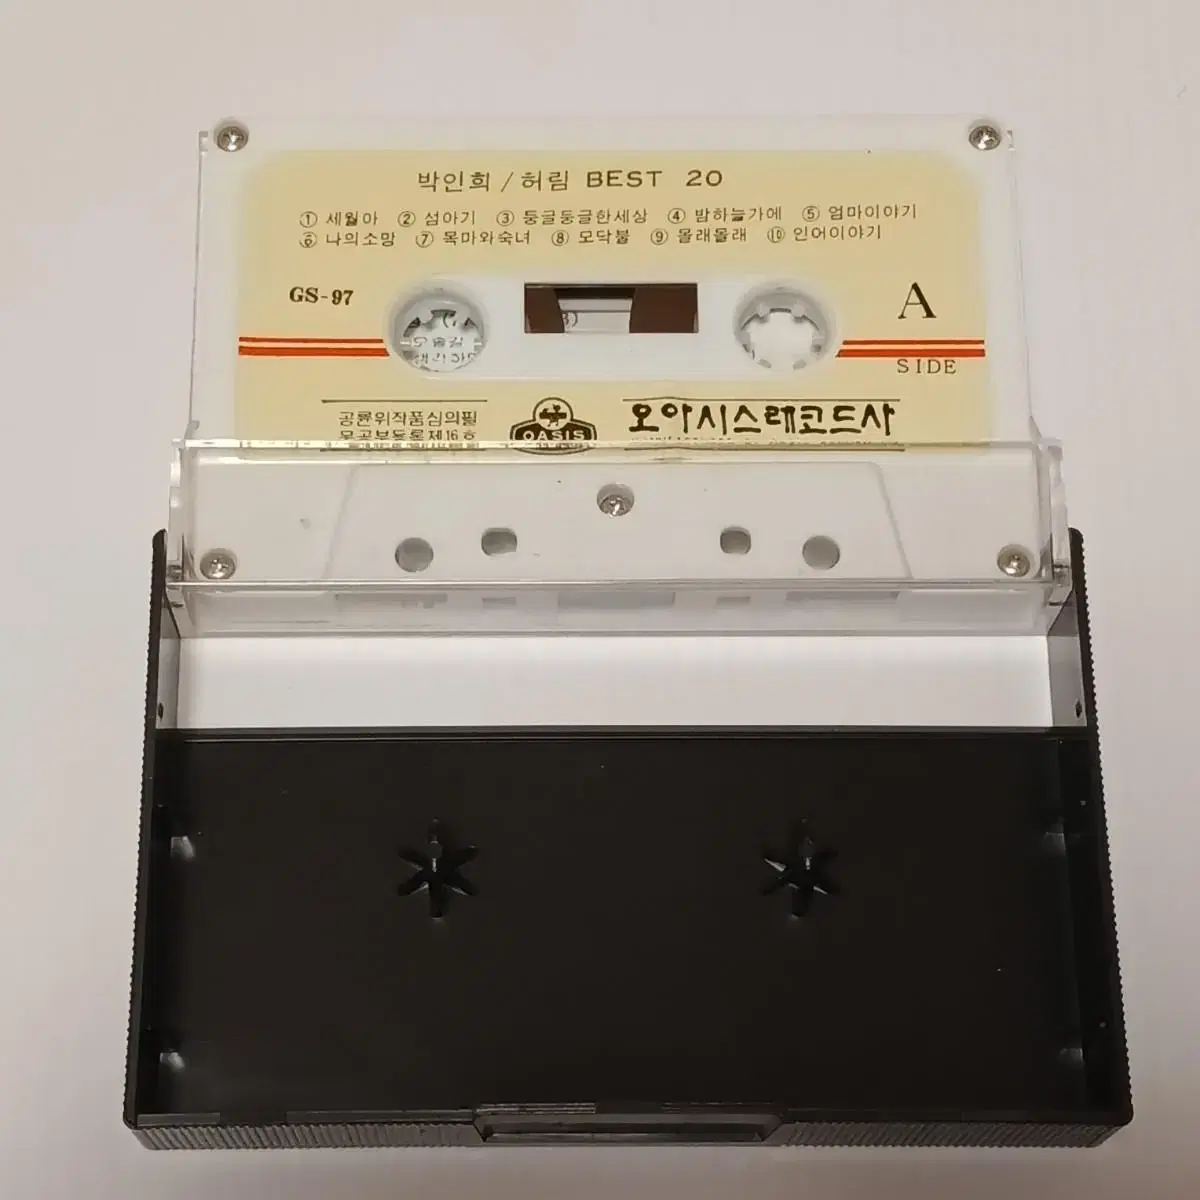 박인희 / 허림 BEST 20
① 세월아 ② 섬아기 ③ 둥글둥글한세상 ④ 밤하늘가에 ⑤ 엄마이야기
⑥ 나의소망 ⑦ 목마와숙녀 ⑧ 모닥불 ⑨ 몰래몰래 ⑩ 인어이야기
GS-97
A
SIDE
공륜위작품심의필
OASIS
오아시스레코드사